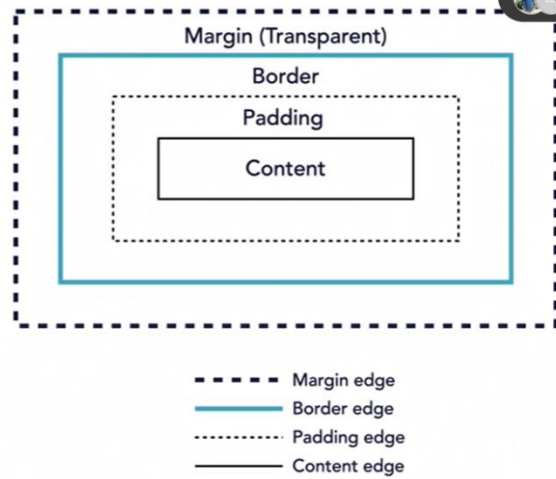 Margin (Transparent)
Border
Padding
Content
Margin edge
Border edge
Padding edge
Content edge